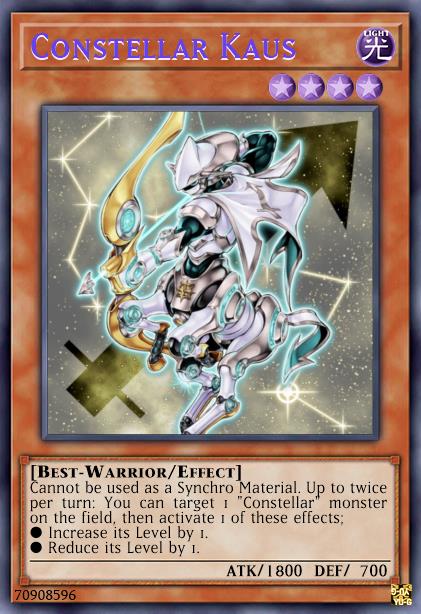 CONSTELLAR KAUS
LIGHT
光
[BEST-WARRIOR/EFFECT]
Cannot be used as a Synchro Material. Up to twice
per turn: You can target 1 "Constellar" monster
on the field, then activate 1 of these effects;
● Increase its Level by 1.
● Reduce its Level by 1.
ATK/1800 DEF/ 700
70908596